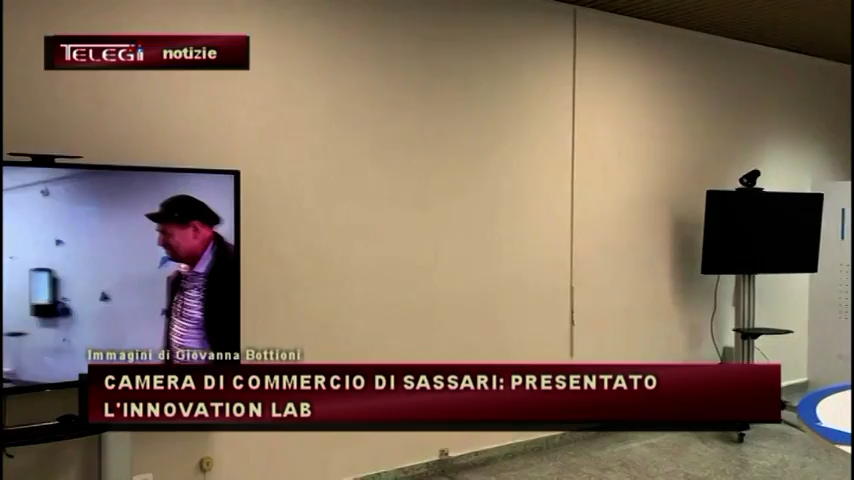 TELEGI notizie
Immagini di Giovanna Bottioni
CAMERA DI COMMERCIO DI SASSARI: PRESENTATO
L'INNOVATION LAB